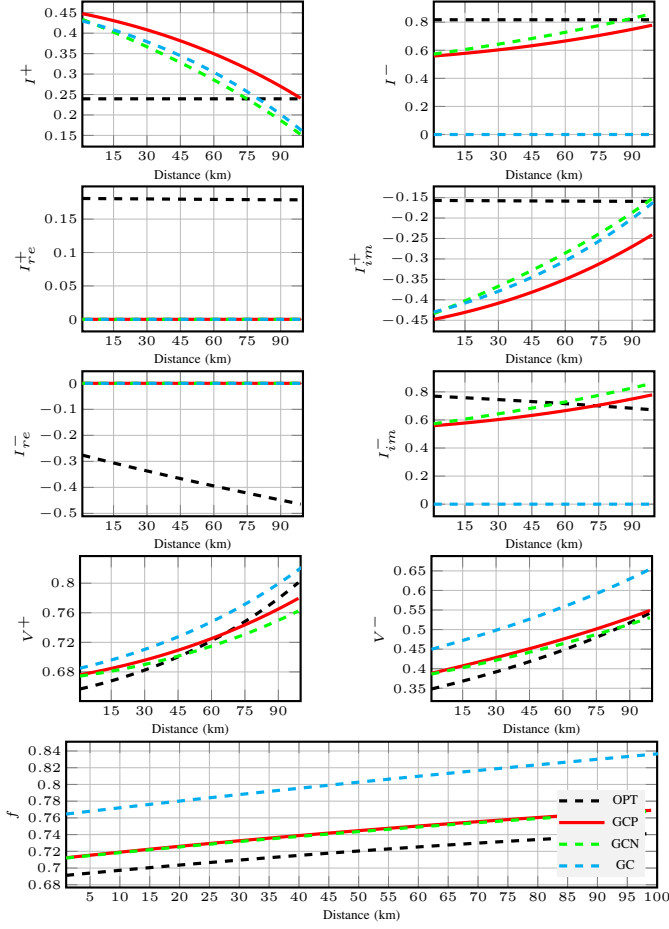 0.45
0.4
0.35
0.3
0.25
0.2
0.15
I+
15 30 45 60 75 90
Distance (km)
0.8
0.6
0.4
0.2
0
I−
15 30 45 60 75 90
Distance (km)
0.15
0.1
0.05
0
I+re
15 30 45 60 75 90
Distance (km)
−0.15
−0.2
−0.25
−0.3
−0.35
−0.4
−0.45
I+im
15 30 45 60 75 90
Distance (km)
0
−0.1
−0.2
−0.3
−0.4
−0.5
I−re
15 30 45 60 75 90
Distance (km)
0.8
0.6
0.4
0.2
0
I−im
15 30 45 60 75 90
Distance (km)
0.8
0.76
0.72
0.68
V+
15 30 45 60 75 90
Distance (km)
0.65
0.55
0.5
0.4
0.35
V−
15 30 45 60 75 90
Distance (km)
0.84
0.82
0.8
0.78
0.76
0.74
0.72
0.7
0.68
f
5 10 15 20 25 30 35 40 45 50 55 60 65 70 75 80 85 90 95 100
Distance (km)
OPT
GCP
GCN
GC